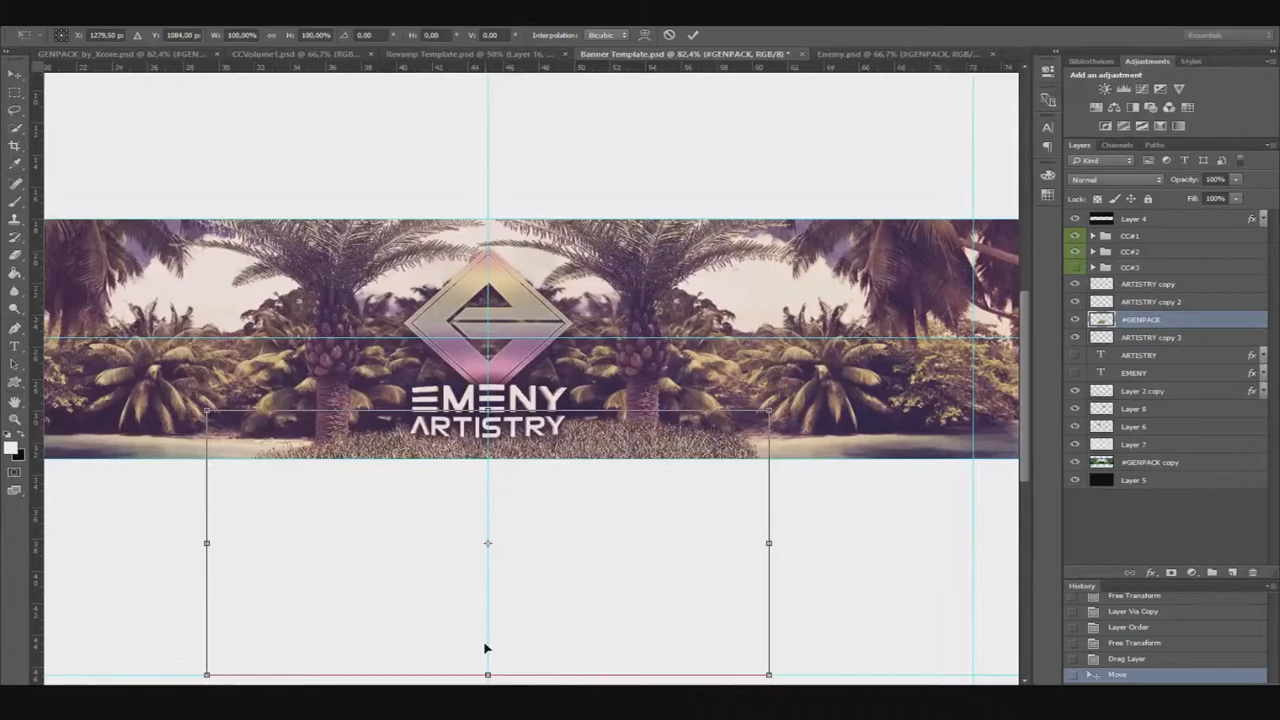 X: 1279,50 px Y: 1084,00 px W: 100,00% H: 100,00% 0,00 H: 0,00 V: 0,00 Interpolation: Bicubic Essentials
GENPACK_by_Xcore.psd @ 82,4% (#GEN... × CCVolume1.psd @ 66,7% (RGB/... × Revamp Template.psd @ 50% (Layer 16, ... × Banner Template.psd @ 82,4% (#GENPACK, RGB/8) * × Enemy.psd @ 66,7% (#GENPACK, RGB/... ×
Bibliotheken Adjustments Styles
Add an adjustment
Layers Channels Paths
Kind
Normal Opacity: 100%
Lock: Fill: 100%
Layer 4 fx
CC#1
CC#2
CC#3
ARTISTRY copy
ARTISTRY copy 2
#GENPACK
ARTISTRY copy 3
T ARTISTRY fx
T EMENY fx
Layer 2 copy
Layer 8
Layer 6
Layer 7
#GENPACK copy
Layer 5
EMENY
ARTISTRY
History
Free Transform
Layer Via Copy
Layer Order
Free Transform
Drag Layer
Move